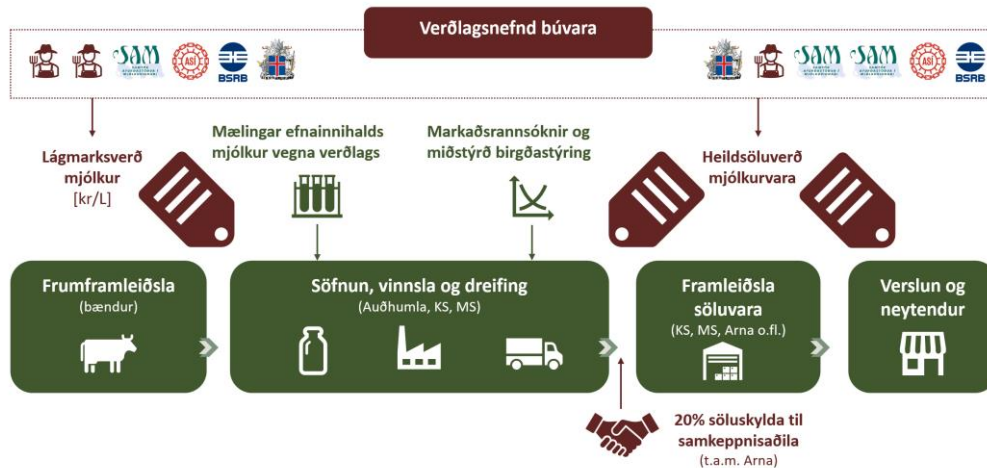 Verðlagsnefnd búvara
SAM
ASÍ
BSRB
SAM
SAM
ASÍ
BSRB
Lágmarksverð
mjólkur
[kr/L]
Mælingar efnainnihalds
mjólkur vegna verðlags
Markaðsrannsóknir og
miðstýrð birgðastýring
Heildsöluverð
mjólkurvara
Frumframleiðsla
(bændur)
Söfnun, vinnsla og dreifing
(Auðhumla, KS, MS)
Framleiðsla
söluvara
(KS, MS, Arna o.fl.)
Verslun og
neytendur
20% söluskylda til
samkeppnisaðila
(t.a.m. Arna)